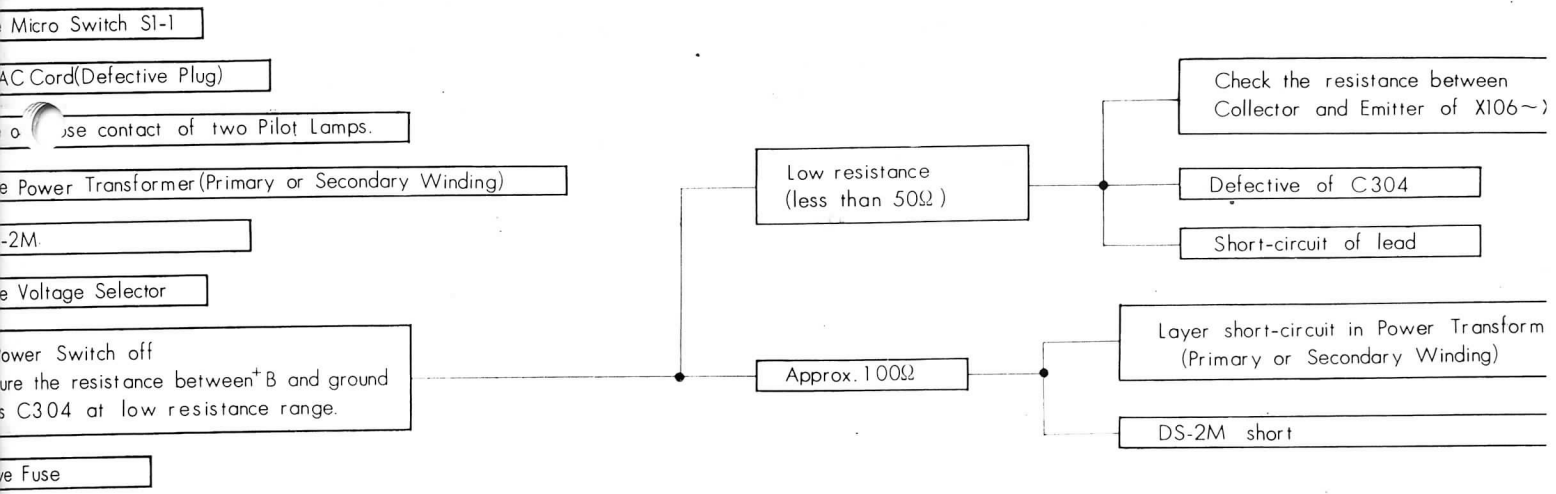 Micro Switch S1-1
AC Cord(Defective Plug)
contact of two Pilot Lamps.
Power Transformer(Primary or Secondary Winding)
-2M
Voltage Selector
Power Switch off
the resistance between +B and ground
C304 at low resistance range.
Fuse
Low resistance
(less than 50Ω)
Approx. 100Ω
Check the resistance between
Collector and Emitter of X106~
Defective of C304
Short-circuit of lead
Layer short-circuit in Power Transform
(Primary or Secondary Winding)
DS-2M short